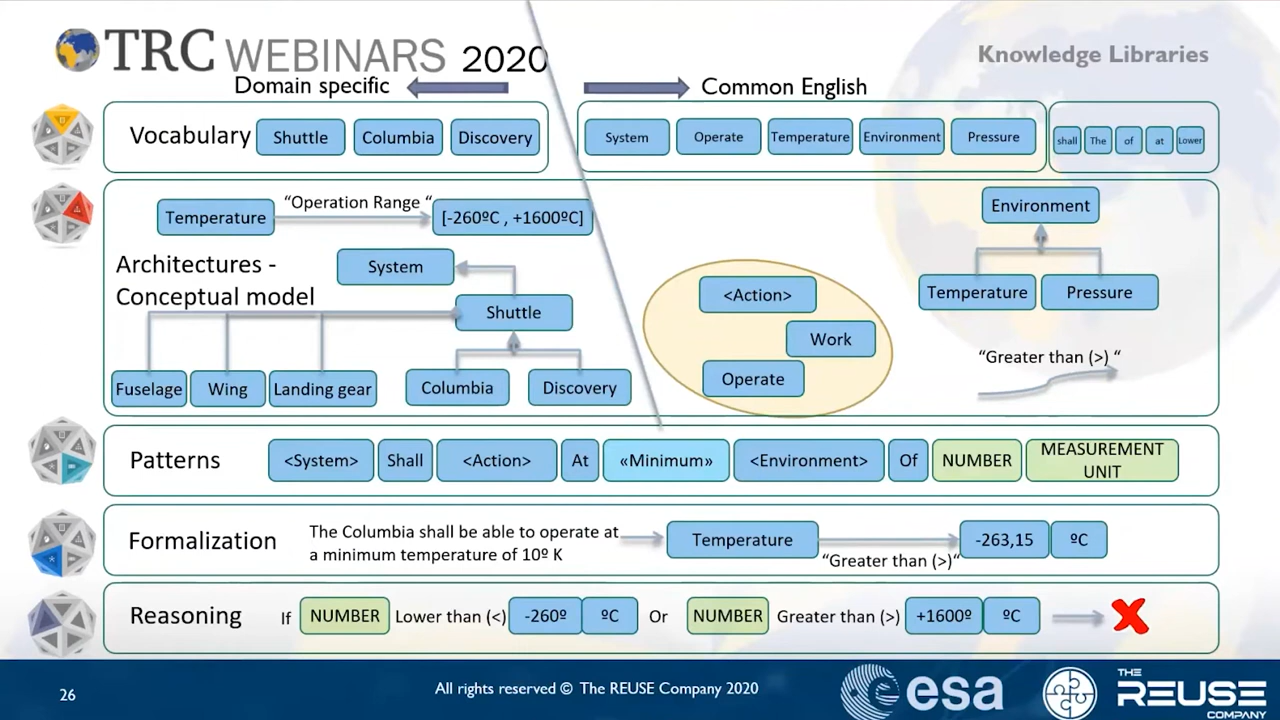 TRC WEBINARS 2020
Knowledge Libraries
Domain specific
Common English
Vocabulary
Shuttle
Columbia
Discovery
System
Operate
Temperature
Environment
Pressure
shall
The
of
at
Lower
Temperature
“Operation Range “
[-260ºC , +1600ºC]
Architectures -
Conceptual model
System
Shuttle
Fuselage
Wing
Landing gear
Columbia
Discovery
<Action>
Work
Operate
Environment
Temperature
Pressure
“Greater than (>) “
Patterns
<System>
Shall
<Action>
At
«Minimum»
<Environment>
Of
NUMBER
MEASUREMENT
UNIT
Formalization
The Columbia shall be able to operate at
a minimum temperature of 10º K
Temperature
“Greater than (>)“
-263,15
ºC
Reasoning
If
NUMBER
Lower than (<)
-260º
ºC
Or
NUMBER
Greater than (>)
+1600º
ºC
26
All rights reserved © The REUSE Company 2020
esa
THE
REUSE
COMPANY